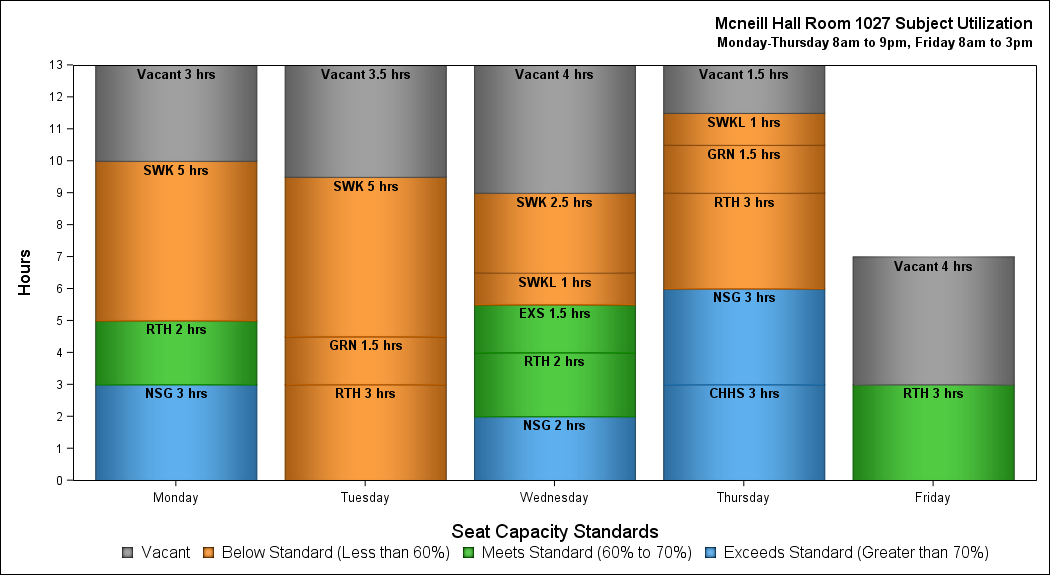 Mcneill Hall Room 1027 Subject Utilization
Monday-Thursday 8am to 9pm, Friday 8am to 3pm
Hours
13
12
11
10
9
8
7
6
5
4
3
2
1
0
Vacant 3 hrs
SWK 5 hrs
RTH 2 hrs
NSG 3 hrs
Vacant 3.5 hrs
SWK 5 hrs
GRN 1.5 hrs
RTH 3 hrs
Vacant 4 hrs
SWK 2.5 hrs
SWKL 1 hrs
EXS 1.5 hrs
RTH 2 hrs
NSG 2 hrs
Vacant 1.5 hrs
SWKL 1 hrs
GRN 1.5 hrs
RTH 3 hrs
NSG 3 hrs
CHHS 3 hrs
Vacant 4 hrs
RTH 3 hrs
Monday Tuesday Wednesday Thursday Friday
Seat Capacity Standards
Vacant Below Standard (Less than 60%) Meets Standard (60% to 70%) Exceeds Standard (Greater than 70%)